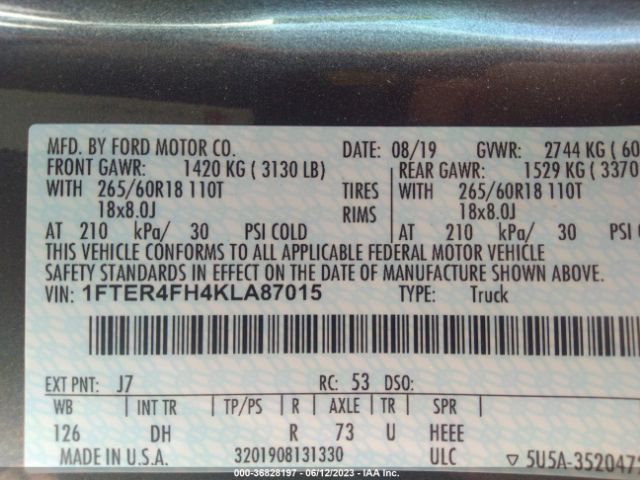 MFD. BY FORD MOTOR CO. DATE: 08/19 GVWR: 2744 KG ( 60
FRONT GAWR: 1420 KG ( 3130 LB) REAR GAWR: 1529 KG ( 3370
WITH 265/60R18 110T TIRES WITH 265/60R18 110T
18x8.0J RIMS 18x8.0J
AT 210 kPa/ 30 PSI COLD AT 210 kPa/ 30 PSI C
THIS VEHICLE CONFORMS TO ALL APPLICABLE FEDERAL MOTOR VEHICLE
SAFETY STANDARDS IN EFFECT ON THE DATE OF MANUFACTURE SHOWN ABOVE.
VIN: 1FTER4FH4KLA87015 TYPE: Truck
EXT PNT: J7 RC: 53 DSO:
WB INT TR TP/PS R AXLE TR SPR
126 DH R 73 U HEEE
MADE IN U.S.A. 3201908131330 ULC ▽ 5U5A-352047
000-36828197 - 06/12/2023 - IAA Inc.